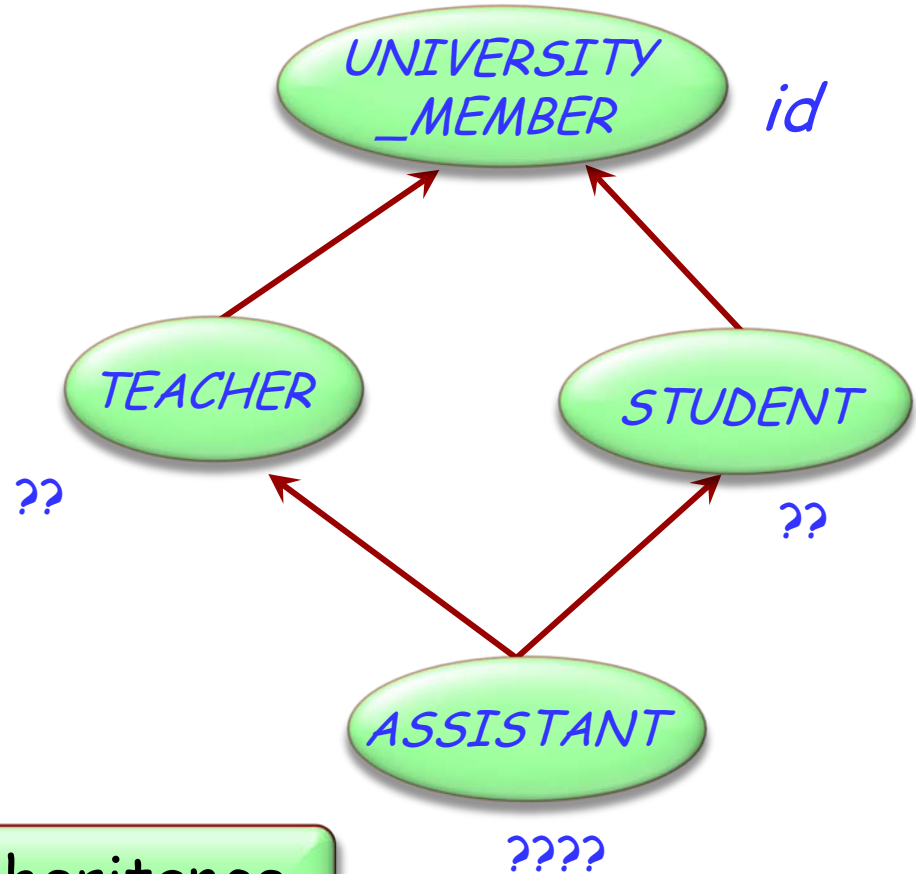 UNIVERSITY
_MEMBER
id
TEACHER
STUDENT
??
??
ASSISTANT
????